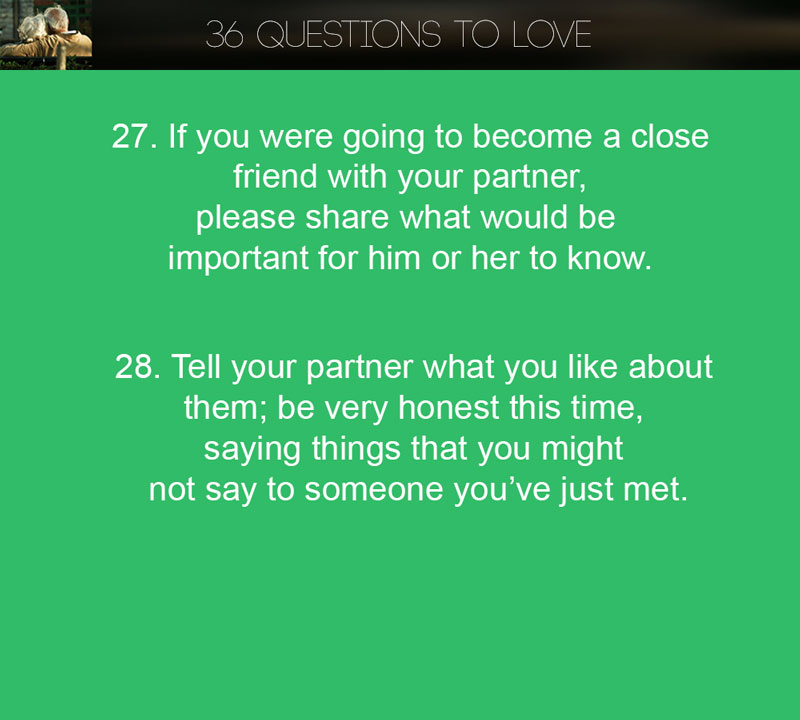 36 QUESTIONS TO LOVE
27. If you were going to become a close
friend with your partner,
please share what would be
important for him or her to know.
28. Tell your partner what you like about
them; be very honest this time,
saying things that you might
not say to someone you’ve just met.